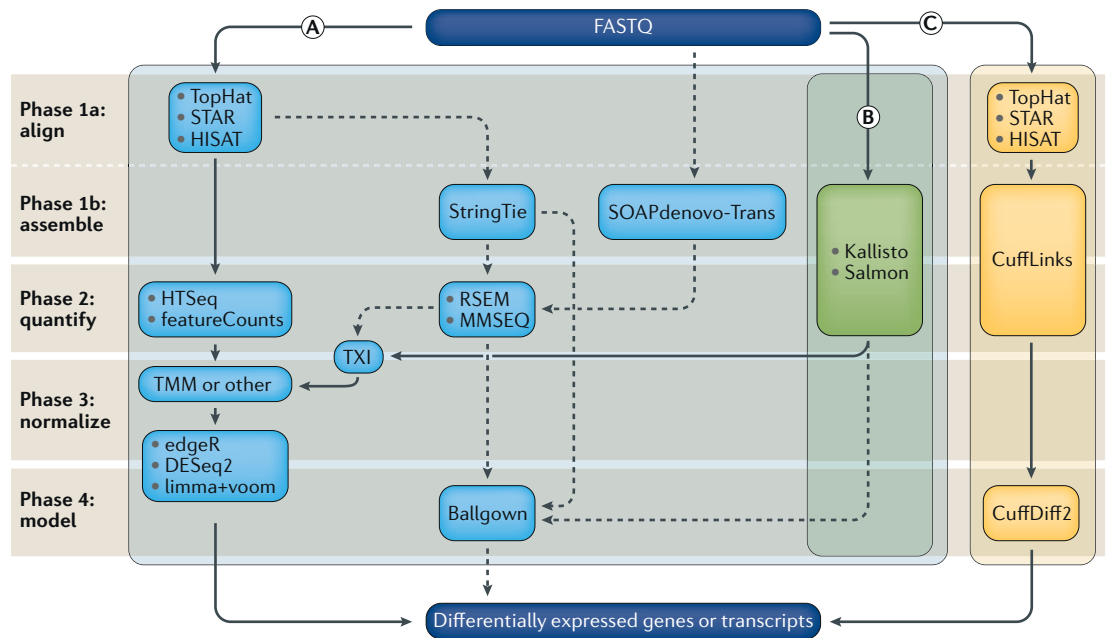 A
FASTQ
C
Phase 1a:
align
• TopHat
• STAR
• HISAT
B
• TopHat
• STAR
• HISAT
Phase 1b:
assemble
StringTie
SOAPdenovo-Trans
• Kallisto
• Salmon
CuffLinks
Phase 2:
quantify
• HTSeq
• featureCounts
• RSEM
• MMSEQ
TXI
Phase 3:
normalize
TMM or other
• edgeR
• DESeq2
• limma+voom
Phase 4:
model
Ballgown
CuffDiff2
Differentially expressed genes or transcripts